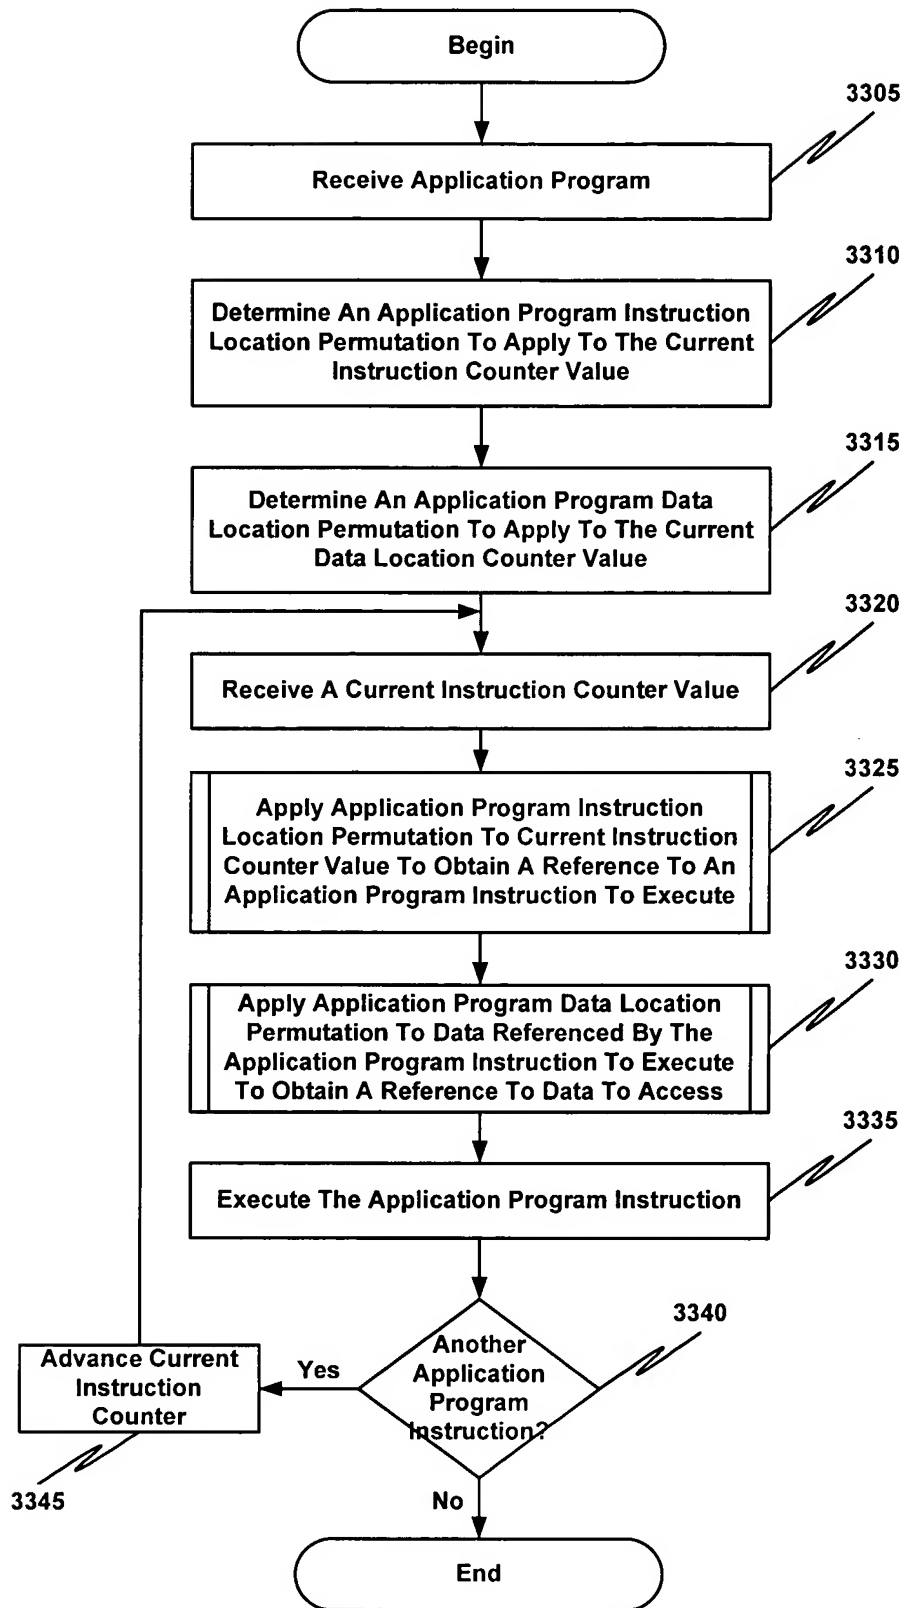 Begin
3305
Receive Application Program
3310
Determine An Application Program Instruction
Location Permutation To Apply To The Current
Instruction Counter Value
3315
Determine An Application Program Data
Location Permutation To Apply To The Current
Data Location Counter Value
3320
Receive A Current Instruction Counter Value
3325
Apply Application Program Instruction
Location Permutation To Current Instruction
Counter Value To Obtain A Reference To An
Application Program Instruction To Execute
3330
Apply Application Program Data Location
Permutation To Data Referenced By The
Application Program Instruction To Execute
To Obtain A Reference To Data To Access
3335
Execute The Application Program Instruction
3340
Another
Application
Program
Instruction?
Yes
Advance Current
Instruction
Counter
3345
No
End